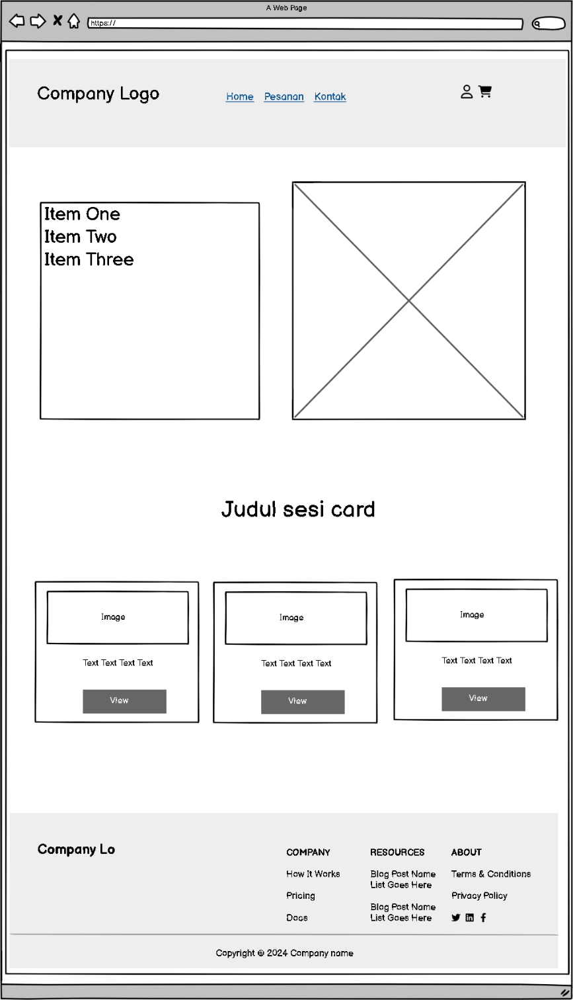 A Web Page
https://
Company Logo
Home Pesanan Kontak
Item One
Item Two
Item Three
Judul sesi card
Image
Text Text Text Text
View
Image
Text Text Text Text
View
Image
Text Text Text Text
View
Company Lo
COMPANY
How It Works
Pricing
Docs
RESOURCES
Blog Post Name
List Goes Here
Blog Post Name
List Goes Here
ABOUT
Terms & Conditions
Privacy Policy
Copyright © 2024 Company name